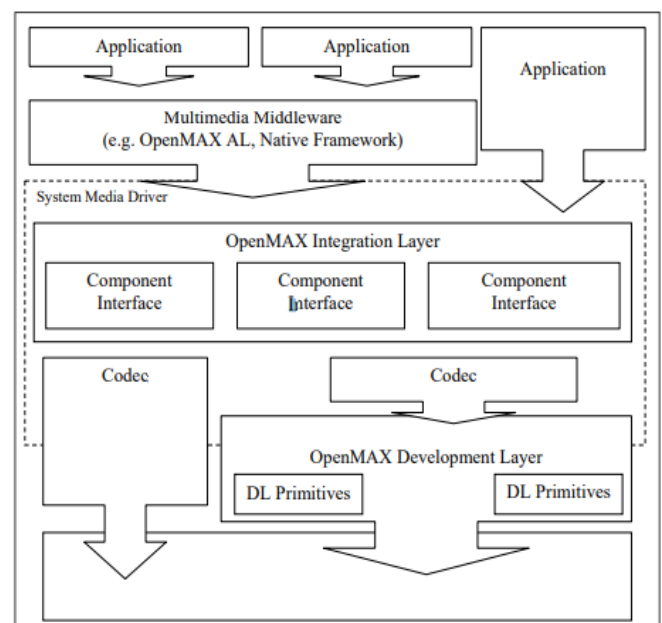 Application
Application
Application
Multimedia Middleware
(e.g. OpenMAX AL, Native Framework)
System Media Driver
OpenMAX Integration Layer
Component
Interface
Component
Interface
Component
Interface
Codec
Codec
OpenMAX Development Layer
DL Primitives
DL Primitives